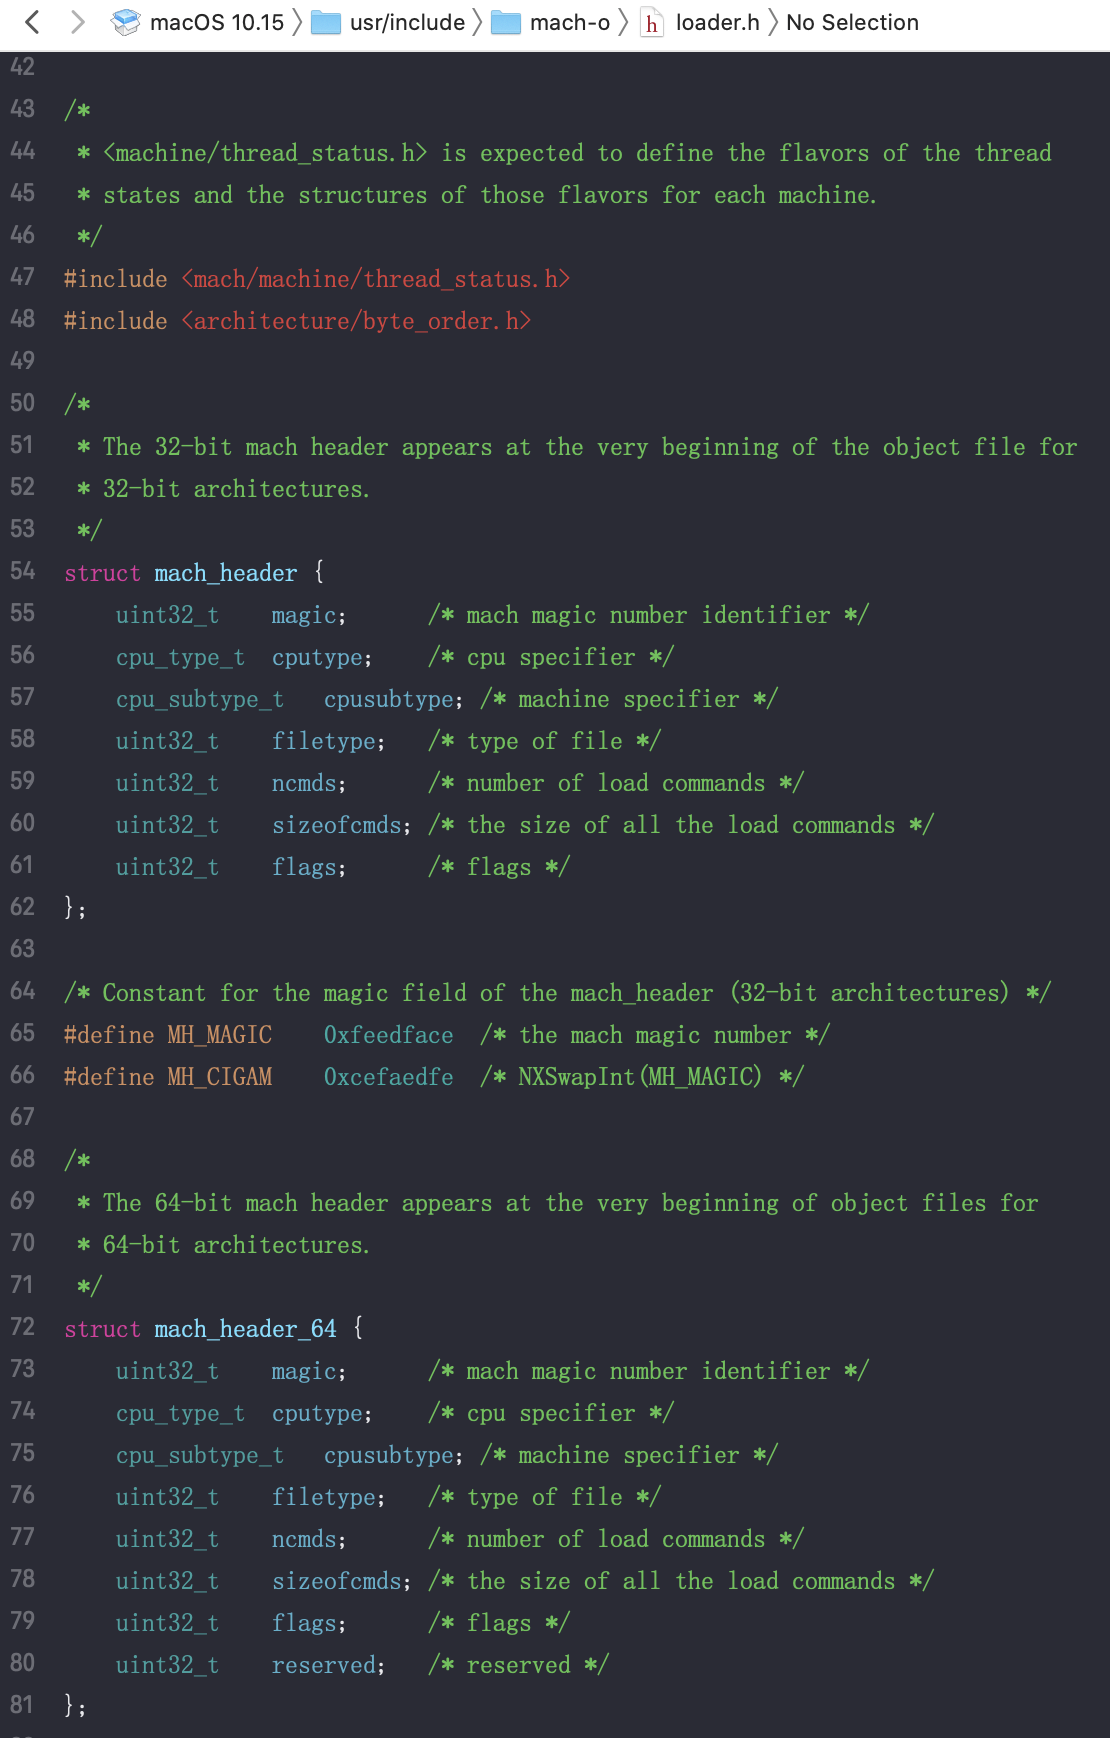 macOS 10.15 〉 usr/include 〉 mach-o 〉 h loader.h 〉 No Selection
42
43 /*
44  * <machine/thread_status.h> is expected to define the flavors of the thread
45  * states and the structures of those flavors for each machine.
46  */
47 #include <mach/machine/thread_status.h>
48 #include <architecture/byte_order.h>
49
50 /*
51  * The 32-bit mach header appears at the very beginning of the object file for
52  * 32-bit architectures.
53  */
54 struct mach_header {
55     uint32_t    magic;      /* mach magic number identifier */
56     cpu_type_t  cputype;    /* cpu specifier */
57     cpu_subtype_t   cpusubtype; /* machine specifier */
58     uint32_t    filetype;   /* type of file */
59     uint32_t    ncmds;      /* number of load commands */
60     uint32_t    sizeofcmds; /* the size of all the load commands */
61     uint32_t    flags;      /* flags */
62 };
63
64 /* Constant for the magic field of the mach_header (32-bit architectures) */
65 #define MH_MAGIC    0xfeedface  /* the mach magic number */
66 #define MH_CIGAM    0xcefaedfe  /* NXSwapInt(MH_MAGIC) */
67
68 /*
69  * The 64-bit mach header appears at the very beginning of object files for
70  * 64-bit architectures.
71  */
72 struct mach_header_64 {
73     uint32_t    magic;      /* mach magic number identifier */
74     cpu_type_t  cputype;    /* cpu specifier */
75     cpu_subtype_t   cpusubtype; /* machine specifier */
76     uint32_t    filetype;   /* type of file */
77     uint32_t    ncmds;      /* number of load commands */
78     uint32_t    sizeofcmds; /* the size of all the load commands */
79     uint32_t    flags;      /* flags */
80     uint32_t    reserved;   /* reserved */
81 };